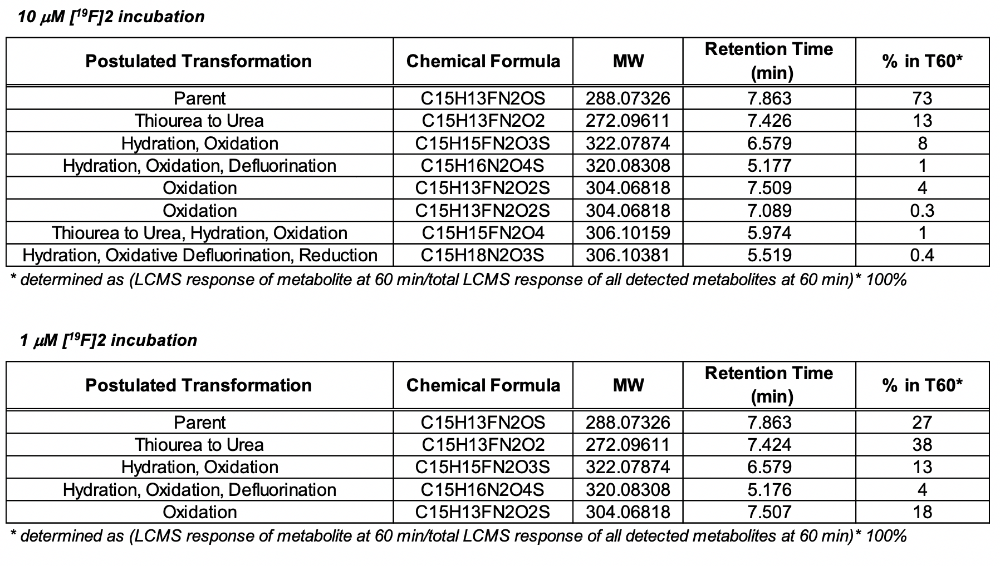 10 μM [19F]2 incubation
Postulated Transformation Chemical Formula MW Retention Time (min) % in T60*
Parent C15H13FN2OS 288.07326 7.863 73
Thiourea to Urea C15H13FN2O2 272.09611 7.426 13
Hydration, Oxidation C15H15FN2O3S 322.07874 6.579 8
Hydration, Oxidation, Defluorination C15H16N2O4S 320.08308 5.177 1
Oxidation C15H13FN2O2S 304.06818 7.509 4
Oxidation C15H13FN2O2S 304.06818 7.089 0.3
Thiourea to Urea, Hydration, Oxidation C15H15FN2O4 306.10159 5.974 1
Hydration, Oxidative Defluorination, Reduction C15H18N2O3S 306.10381 5.519 0.4
* determined as (LCMS response of metabolite at 60 min/total LCMS response of all detected metabolites at 60 min)* 100%
1 μM [19F]2 incubation
Postulated Transformation Chemical Formula MW Retention Time (min) % in T60*
Parent C15H13FN2OS 288.07326 7.863 27
Thiourea to Urea C15H13FN2O2 272.09611 7.424 38
Hydration, Oxidation C15H15FN2O3S 322.07874 6.579 13
Hydration, Oxidation, Defluorination C15H16N2O4S 320.08308 5.176 4
Oxidation C15H13FN2O2S 304.06818 7.507 18
* determined as (LCMS response of metabolite at 60 min/total LCMS response of all detected metabolites at 60 min)* 100%